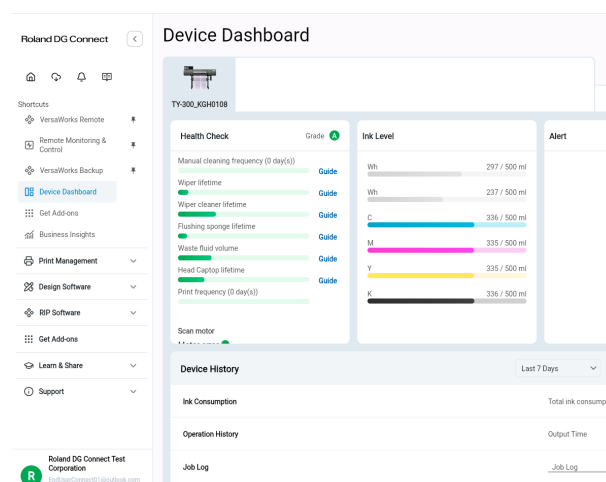 Roland DG Connect
Shortcuts
VersaWorks Remote
Remote Monitoring &
Control
VersaWorks Backup
Device Dashboard
Get Add-ons
Business Insights
Print Management
Design Software
RIP Software
Get Add-ons
Learn & Share
Support
R
Roland DG Connect Test
Corporation
EndUserConnect01@outlook.com
Device Dashboard
TY-300_KGH0108
Health Check
Grade A
Manual cleaning frequency (0 day(s))
Guide
Wiper lifetime
Guide
Wiper cleaner lifetime
Guide
Flushing sponge lifetime
Guide
Waste fluid volume
Guide
Head Captop lifetime
Guide
Print frequency (0 day(s))
Scan motor
Ink Level
Wh 297 / 500 ml
Wh 237 / 500 ml
C 336 / 500 ml
M 335 / 500 ml
Y 335 / 500 ml
K 336 / 500 ml
Alert
Device History
Last 7 Days
Ink Consumption
Total ink consump
Operation History
Output Time
Job Log
Job Log